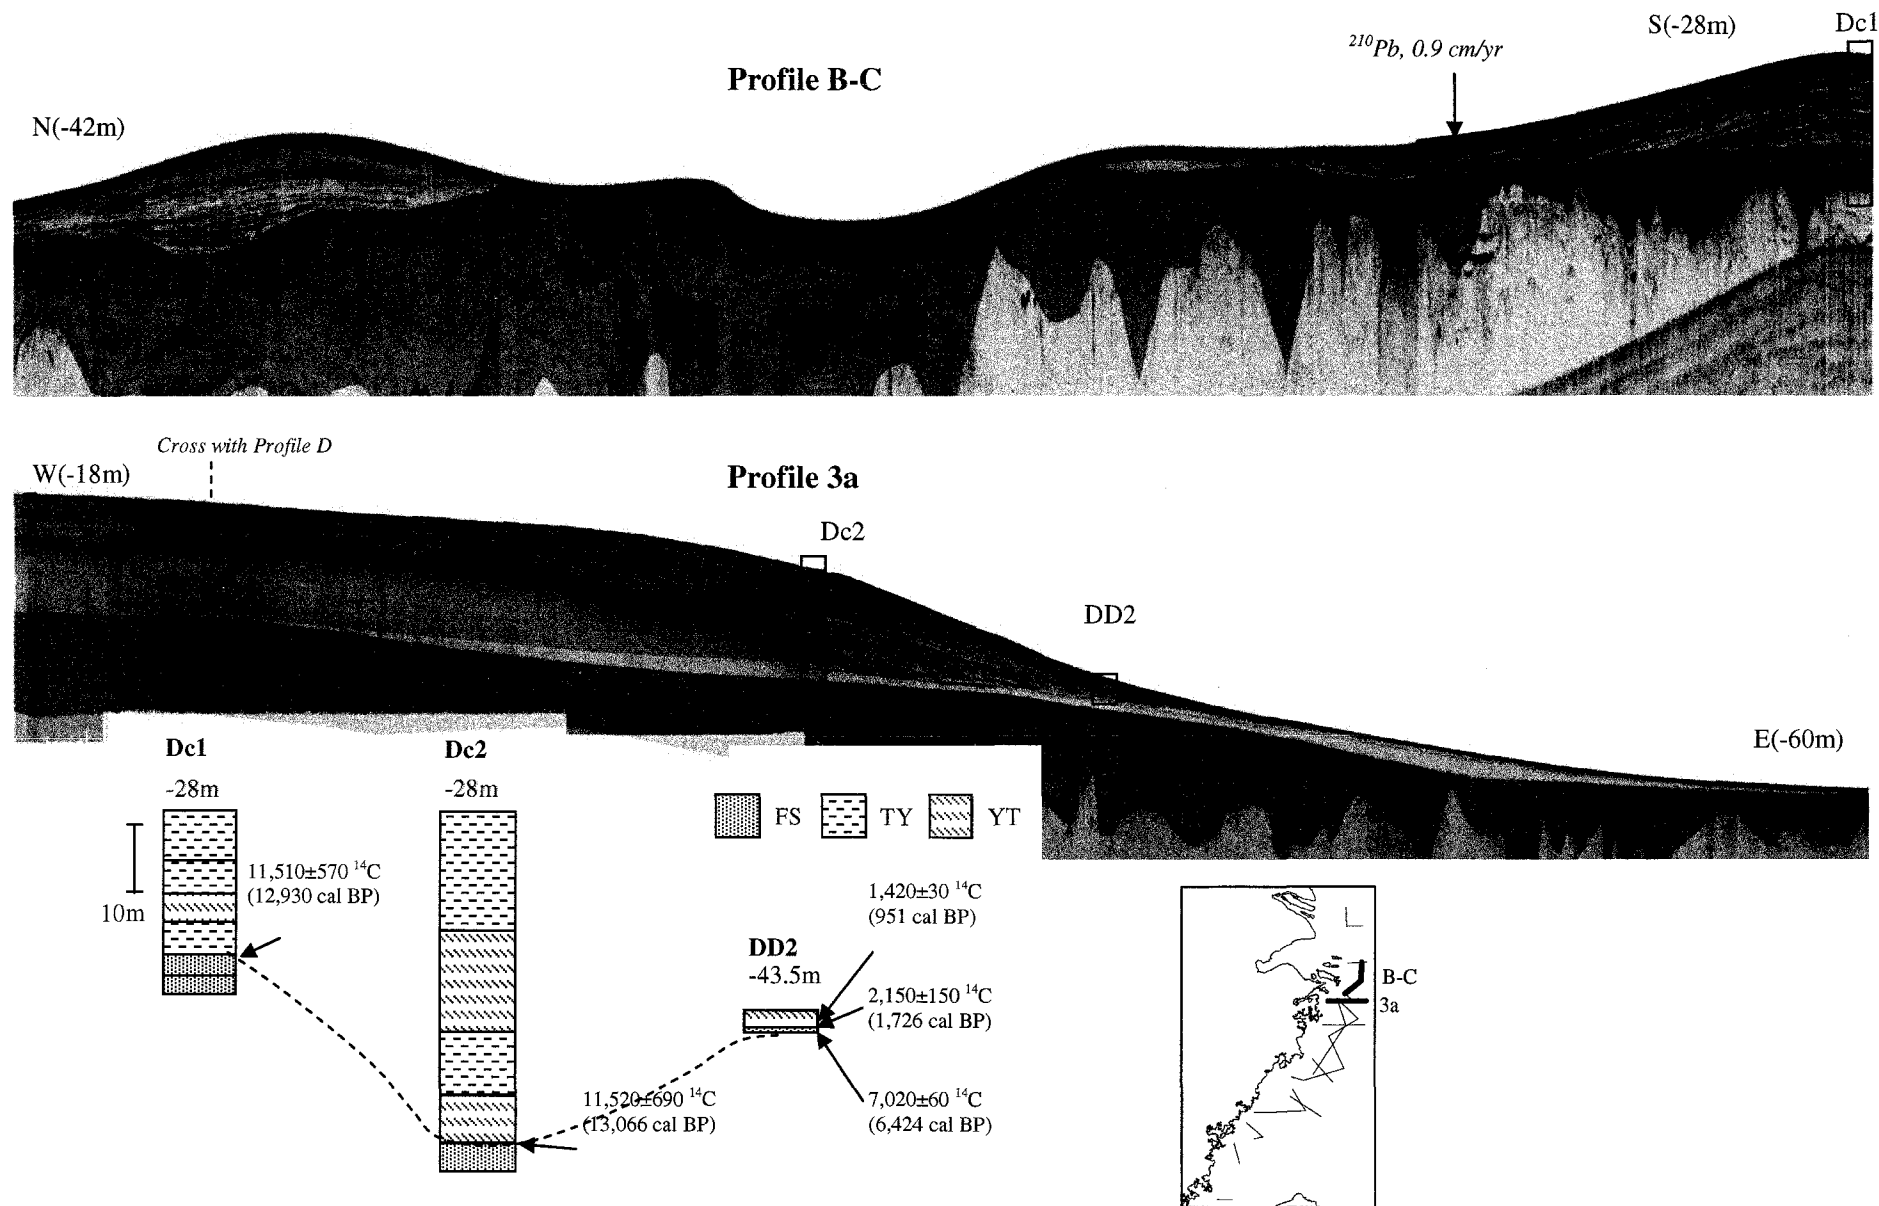 S(-28m)
Dc1
210Pb, 0.9 cm/yr
Profile B-C
N(-42m)
Cross with Profile D
W(-18m)
Profile 3a
Dc2
DD2
E(-60m)
Dc1
-28m
Dc2
-28m
FS
TY
YT
11,510±570 14C
(12,930 cal BP)
10m
1,420±30 14C
(951 cal BP)
DD2
-43.5m
2,150±150 14C
(1,726 cal BP)
11,520±690 14C
(13,066 cal BP)
7,020±60 14C
(6,424 cal BP)
B-C
3a